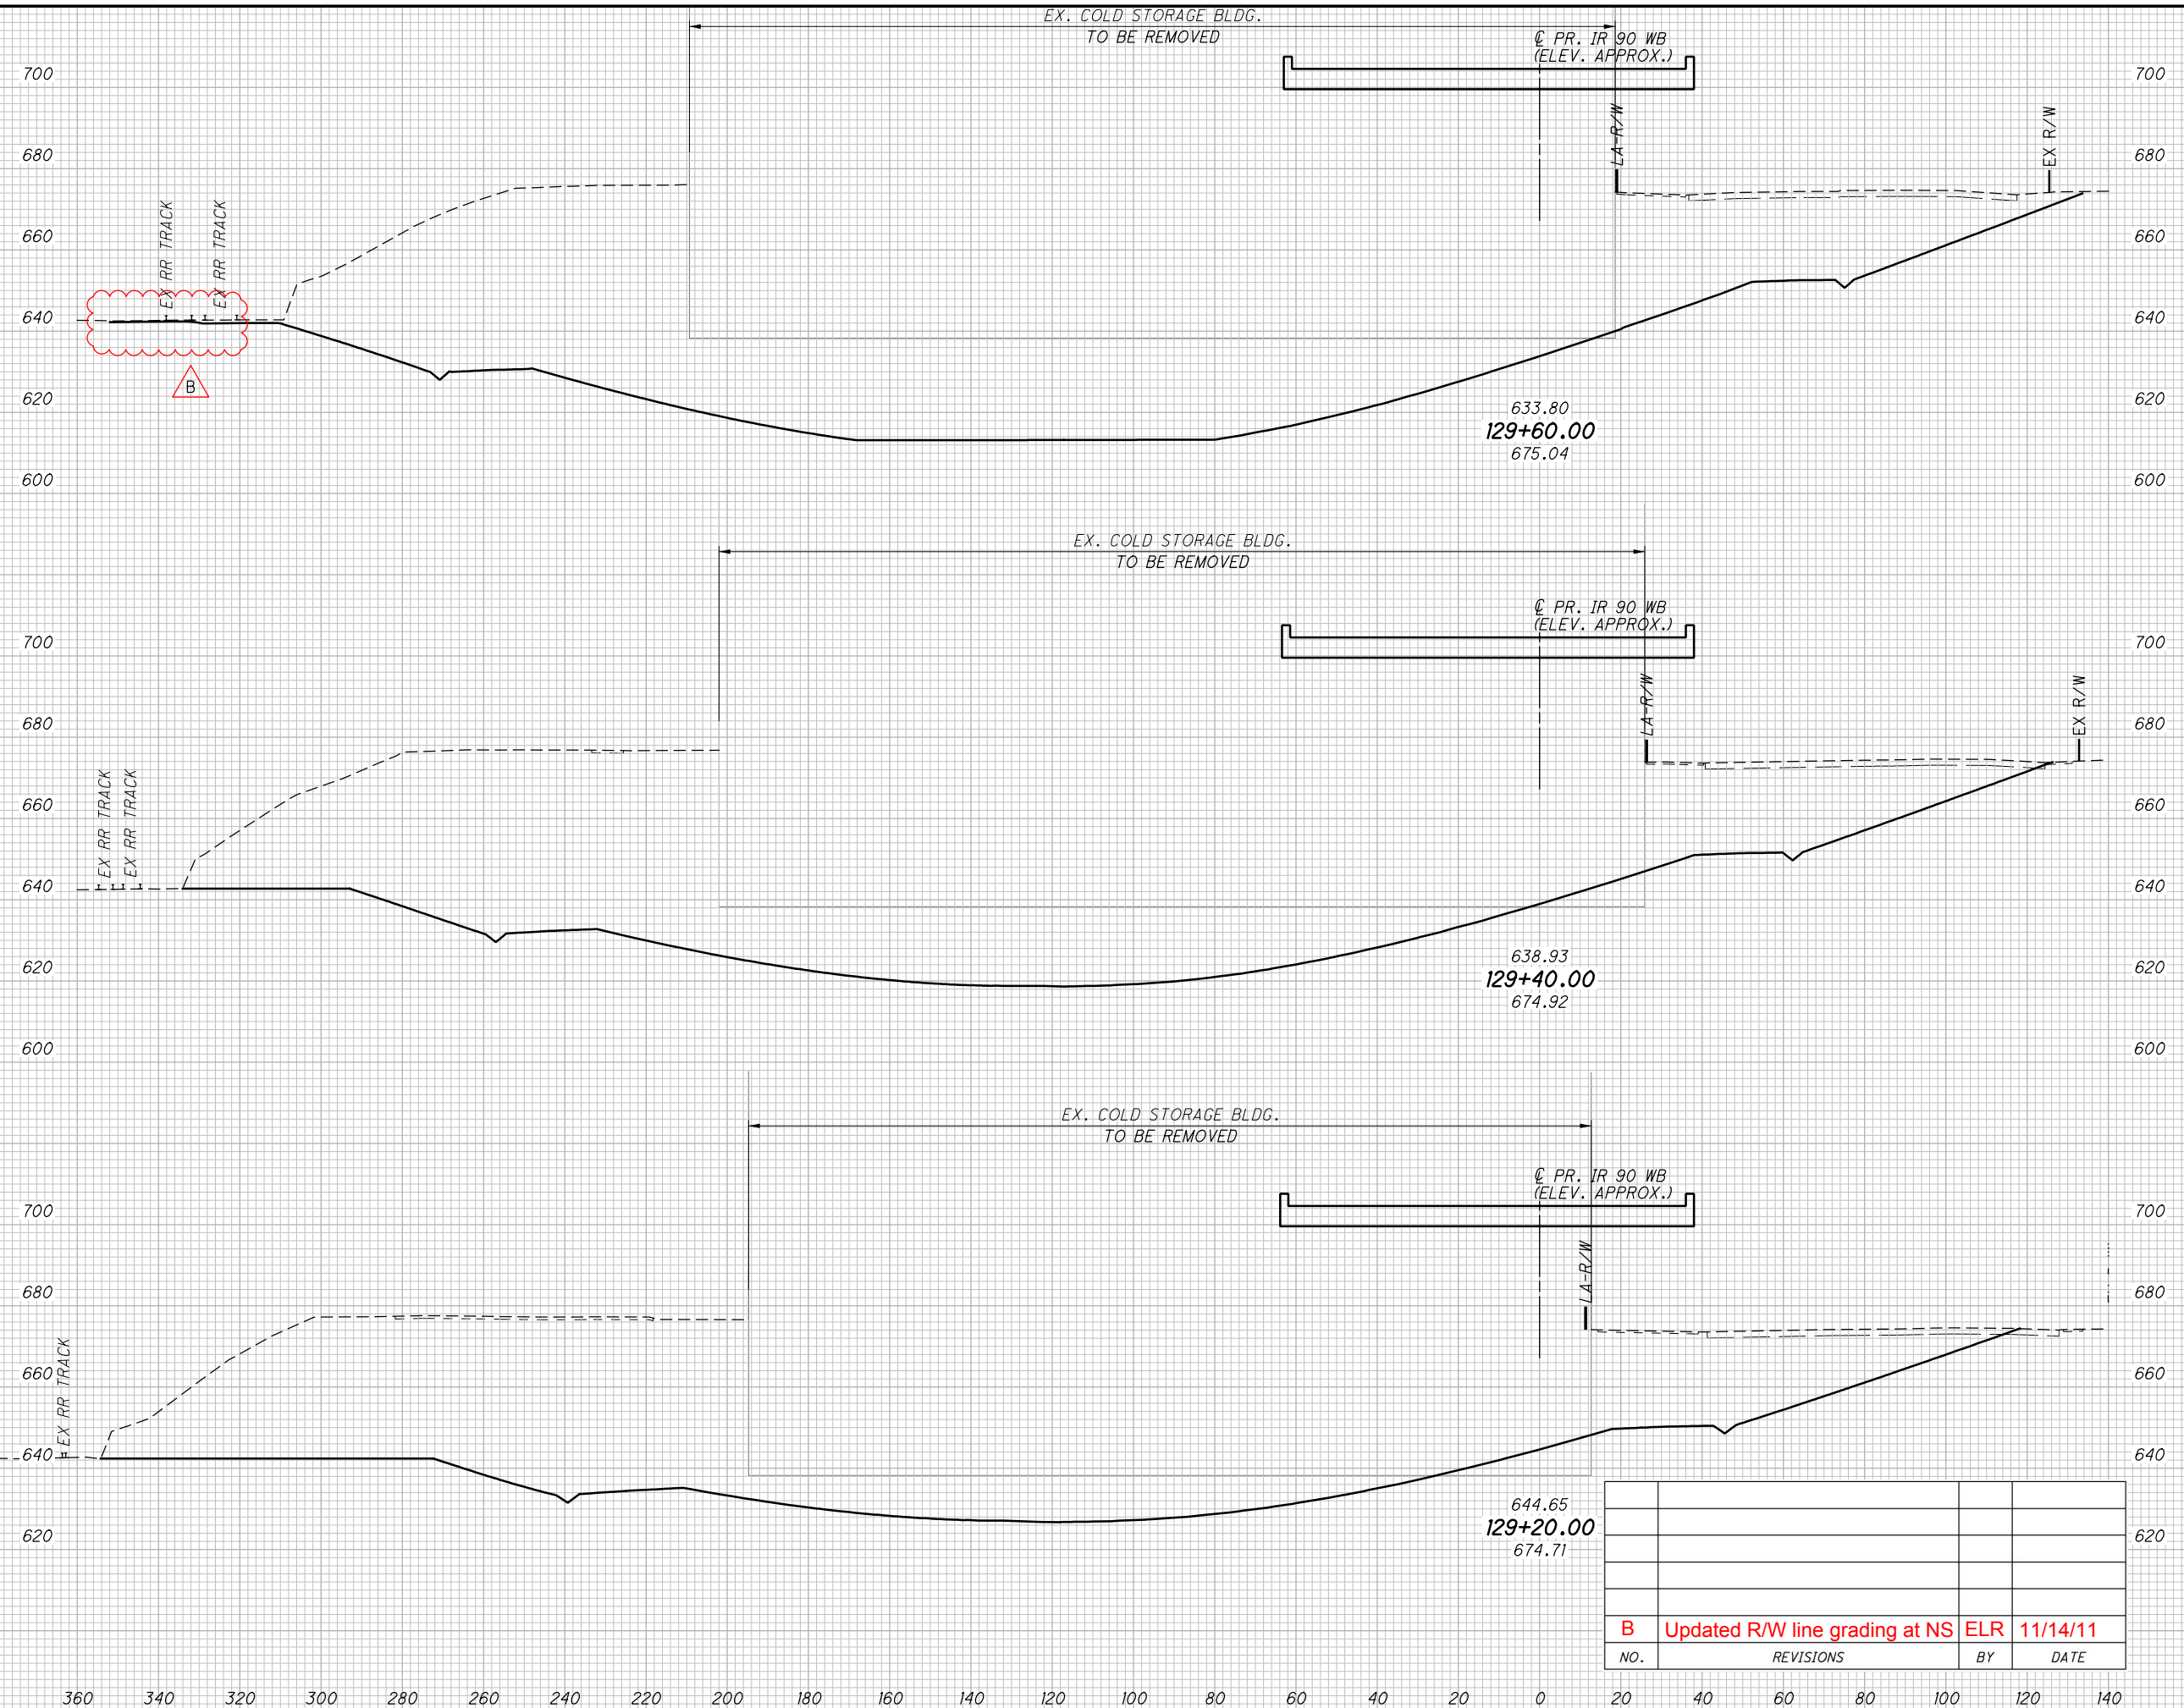 EX. COLD STORAGE BLDG.
TO BE REMOVED
℄ PR. IR 90 WB
(ELEV. APPROX.)
700 700
LA-R/W
EX R/W
680 680
EX RR TRACK
EX RR TRACK
660 660
640 640
B
620 620
633.80
129+60.00
675.04
600 600
EX. COLD STORAGE BLDG.
TO BE REMOVED
℄ PR. IR 90 WB
(ELEV. APPROX.)
700 700
LA-R/W
EX R/W
680 680
EX RR TRACK
EX RR TRACK
660 660
640 640
620 620
638.93
129+40.00
674.92
600 600
EX. COLD STORAGE BLDG.
TO BE REMOVED
℄ PR. IR 90 WB
(ELEV. APPROX.)
700 700
LA-R/W
680 680
EX RR TRACK
660 660
640 640
620 620
644.65
129+20.00
674.71
B Updated R/W line grading at NS ELR 11/14/11
NO. REVISIONS BY DATE
360 340 320 300 280 260 240 220 200 180 160 140 120 100 80 60 40 20 0 20 40 60 80 100 120 140